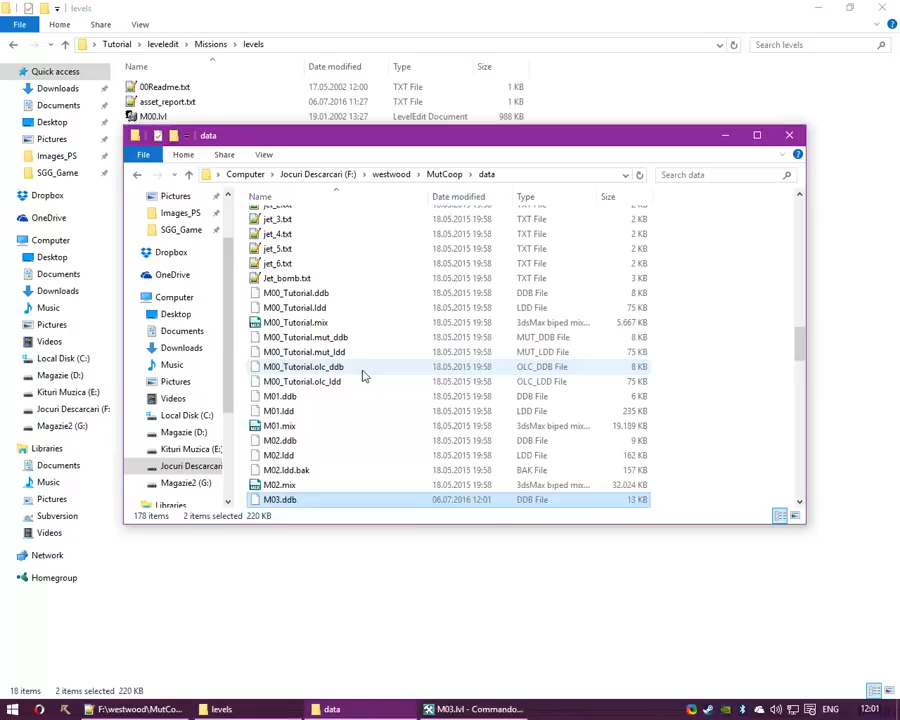 levels
File Home Share View
Tutorial › leveledit › Missions › levels
Search levels
Name Date modified Type Size
Quick access
Downloads
Documents
Desktop
Pictures
Images_PS
SGG_Game
Dropbox
OneDrive
Computer
Desktop
Documents
Downloads
Music
Pictures
Videos
Local Disk (C:)
Magazie (D:)
Kituri Muzica (E:)
Jocuri Descarcari (F:
Magazie2 (G:)
Libraries
Documents
Music
Pictures
Subversion
Videos
Network
Homegroup
00Readme.txt 17.05.2002 12:00 TXT File 1 KB
asset_report.txt 06.07.2016 11:27 TXT File 1 KB
M00.lvl 19.01.2002 13:27 LevelEdit Document 988 KB
data
File Home Share View
Computer › Jocuri Descarcari (F:) › westwood › MutCoop › data
Search data
Pictures
Images_PS
SGG_Game
Dropbox
OneDrive
Computer
Desktop
Documents
Downloads
Music
Pictures
Videos
Local Disk (C:)
Magazie (D:)
Kituri Muzica (E:
Jocuri Descarcari
Magazie2 (G:)
Libraries
Name Date modified Type Size
jet_2.txt 18.05.2015 19:58 TXT File 2 KB
jet_3.txt 18.05.2015 19:58 TXT File 2 KB
jet_4.txt 18.05.2015 19:58 TXT File 2 KB
jet_5.txt 18.05.2015 19:58 TXT File 2 KB
jet_6.txt 18.05.2015 19:58 TXT File 2 KB
Jet_bomb.txt 18.05.2015 19:58 TXT File 3 KB
M00_Tutorial.ddb 18.05.2015 19:58 DDB File 8 KB
M00_Tutorial.ldd 18.05.2015 19:58 LDD File 75 KB
M00_Tutorial.mix 18.05.2015 19:58 3dsMax biped mix... 5.667 KB
M00_Tutorial.mut_ddb 18.05.2015 19:58 MUT_DDB File 8 KB
M00_Tutorial.mut_ldd 18.05.2015 19:58 MUT_LDD File 75 KB
M00_Tutorial.olc_ddb 18.05.2015 19:58 OLC_DDB File 8 KB
M00_Tutorial.olc_ldd 18.05.2015 19:58 OLC_LDD File 75 KB
M01.ddb 18.05.2015 19:58 DDB File 6 KB
M01.ldd 18.05.2015 19:58 LDD File 235 KB
M01.mix 18.05.2015 19:58 3dsMax biped mix... 19.189 KB
M02.ddb 18.05.2015 19:58 DDB File 9 KB
M02.ldd 18.05.2015 19:58 LDD File 162 KB
M02.ldd.bak 18.05.2015 19:58 BAK File 157 KB
M02.mix 18.05.2015 19:58 3dsMax biped mix... 32.024 KB
M03.ddb 06.07.2016 12:01 DDB File 13 KB
178 items 2 items selected 220 KB
18 items 2 items selected 220 KB
F:\westwood\MutCo... levels data M03.lvl - Commando... ENG 12:01